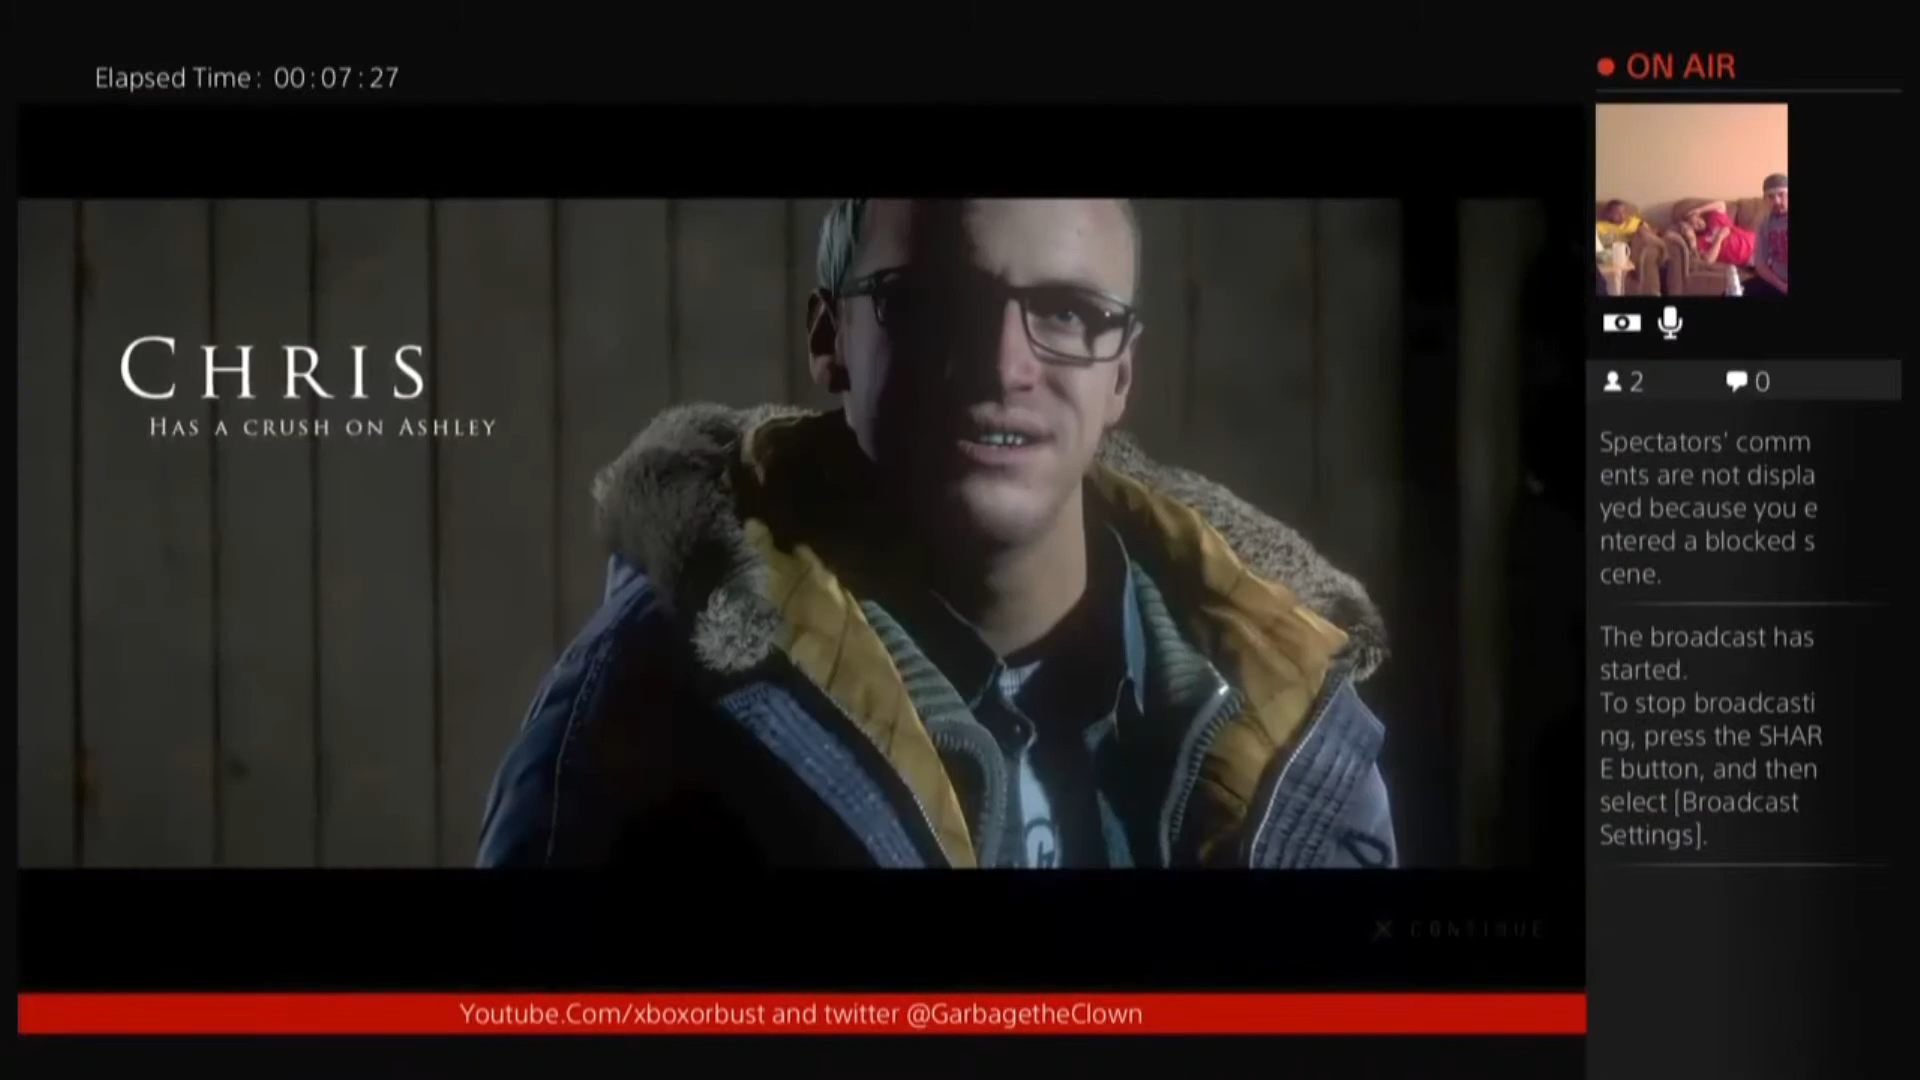 Elapsed Time: 00:07:27
ON AIR
CHRIS
HAS A CRUSH ON ASHLEY
2
0
Spectators' comm
ents are not displa
yed because you e
ntered a blocked s
cene.
The broadcast has
started.
To stop broadcasti
ng, press the SHAR
E button, and then
select [Broadcast
Settings].
X CONTINUE
Youtube.Com/xboxorbust and twitter @GarbagetheClown